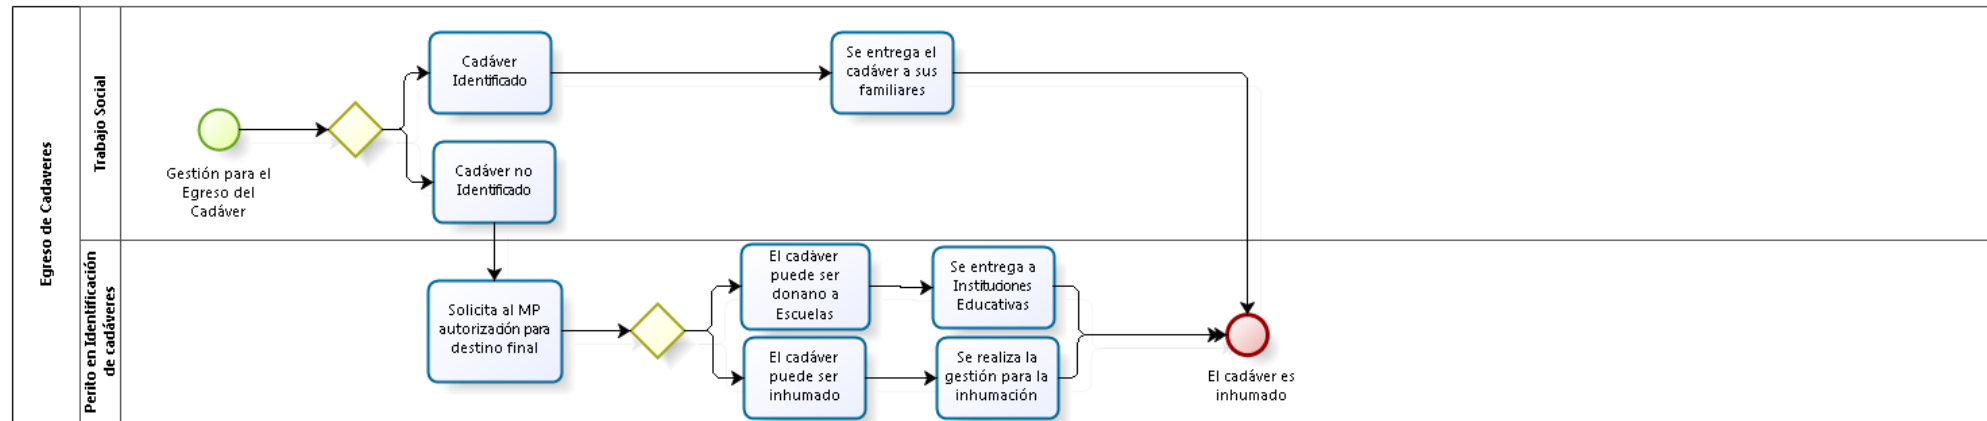 Egreso de Cadaveres
Trabajo Social
Gestión para el
Egreso del
Cadáver
Cadáver
Identificado
Cadáver no
Identificado
Se entrega el
cadáver a sus
familiares
Perito en Identificación
de cadáveres
Solicita al MP
autorización para
destino final
El cadáver
puede ser
donano a
Escuelas
Se entrega a
Instituciones
Educativas
El cadáver
puede ser
inhumado
Se realiza la
gestión para la
inhumación
El cadáver es
inhumado